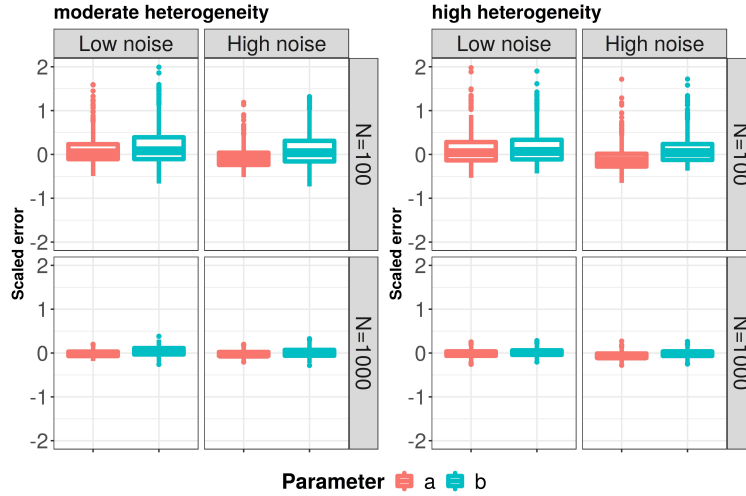 moderate heterogeneity
Low noise
High noise
2
1
0
-1
-2
N=100
Scaled error
2
1
0
-1
-2
N=1000
high heterogeneity
Low noise
High noise
2
1
0
-1
-2
N=100
Scaled error
2
1
0
-1
-2
N=1000
Parameter a b